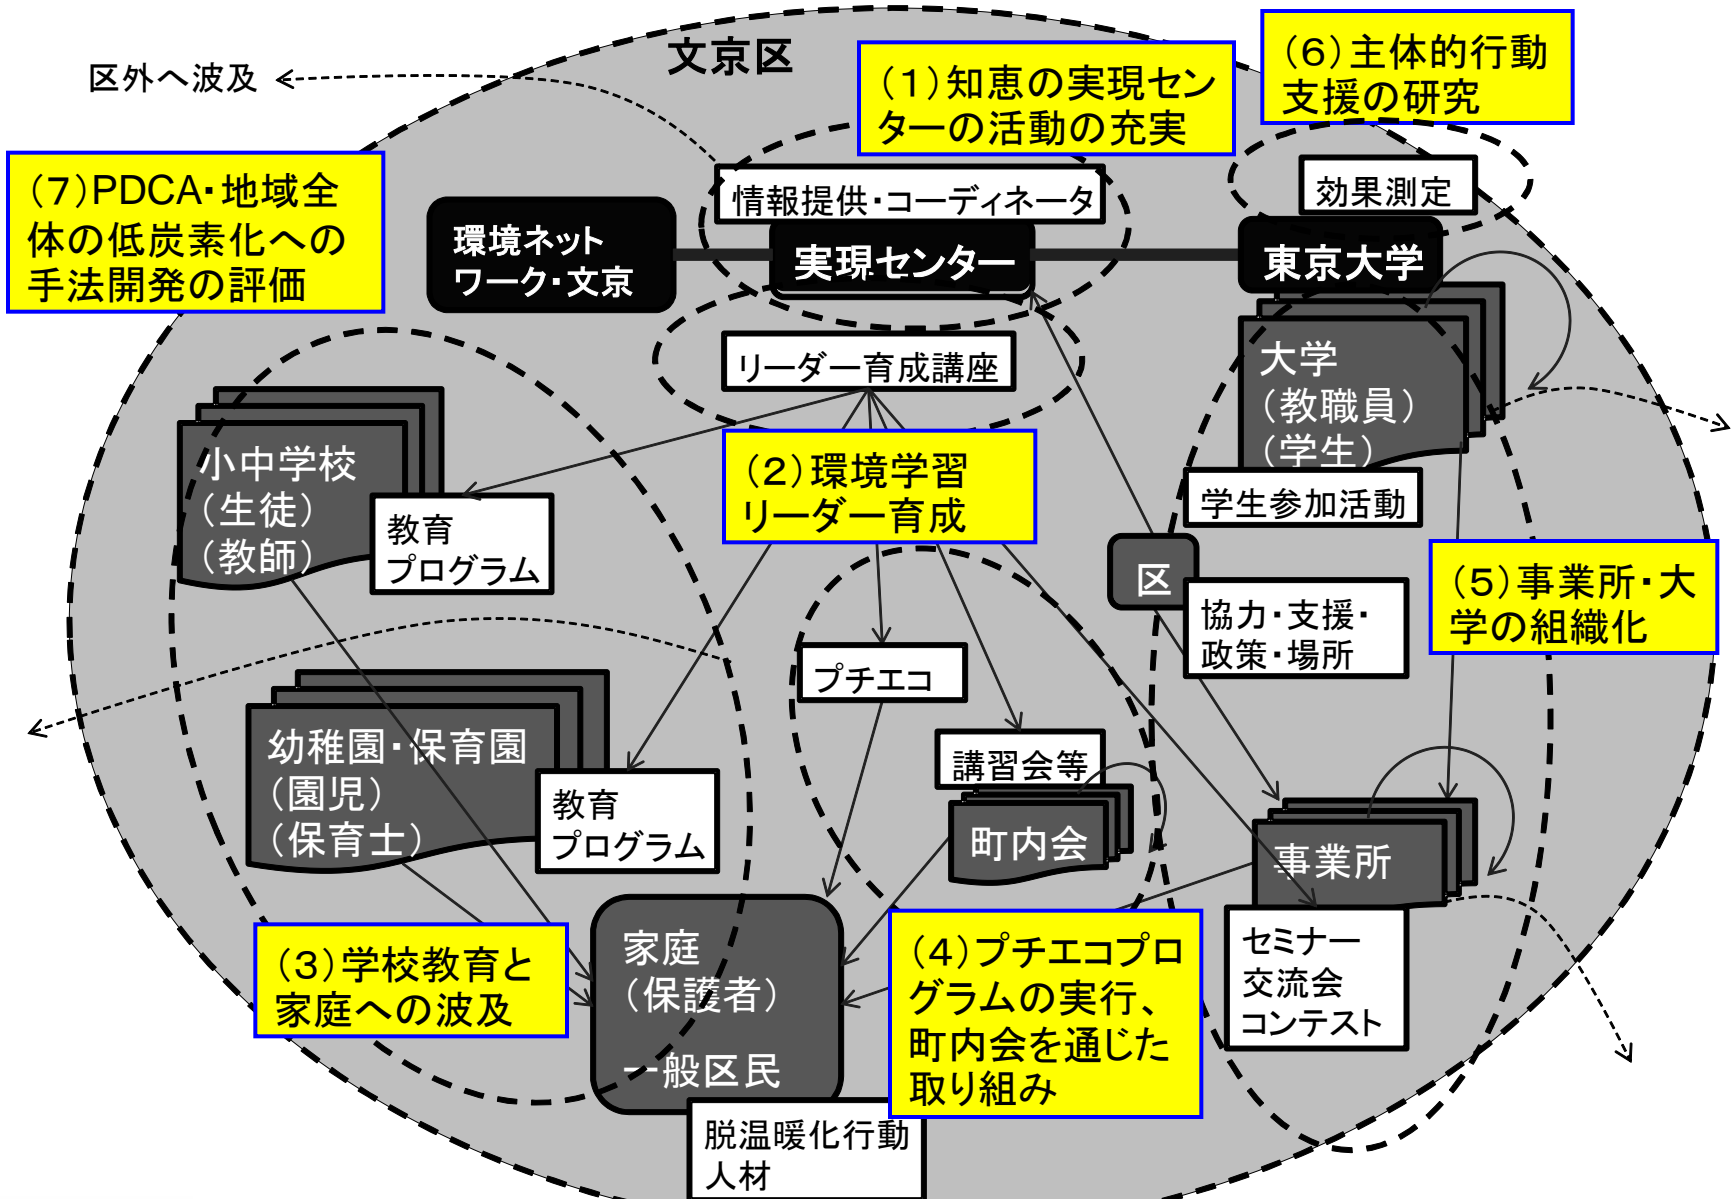 文京区
区外へ波及
(1)知恵の実現セン
ターの活動の充実
(6)主体的行動
支援の研究
(7)PDCA・地域全
体の低炭素化への
手法開発の評価
情報提供・コーディネータ
効果測定
環境ネット
ワーク・文京
実現センター
東京大学
リーダー育成講座
大学
(教職員)
(学生)
学生参加活動
小中学校
(生徒)
(教師)
教育
プログラム
(2)環境学習
リーダー育成
区
協力・支援・
政策・場所
(5)事業所・大
学の組織化
プチエコ
幼稚園・保育園
(園児)
(保育士)
教育
プログラム
講習会等
町内会
事業所
セミナー
交流会
コンテスト
(3)学校教育と
家庭への波及
家庭
(保護者)
一般区民
(4)プチエコプロ
グラムの実行、
町内会を通じた
取り組み
脱温暖化行動
人材